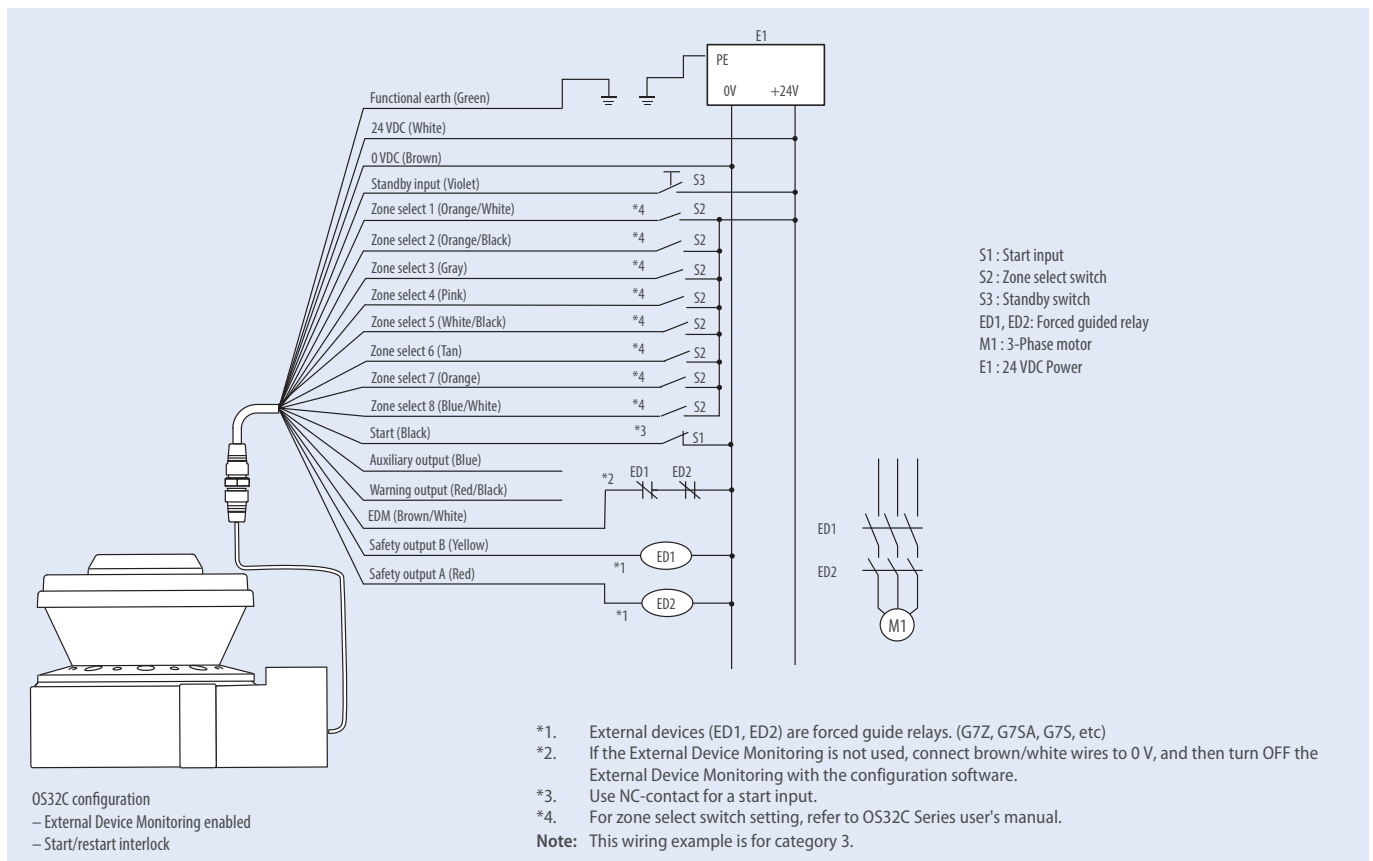 E1
PE
0V +24V
Functional earth (Green)
24 VDC (White)
0 VDC (Brown)
Standby input (Violet) S3
Zone select 1 (Orange/White) *4 S2
Zone select 2 (Orange/Black) *4 S2
Zone select 3 (Gray) *4 S2
Zone select 4 (Pink) *4 S2
Zone select 5 (White/Black) *4 S2
Zone select 6 (Tan) *4 S2
Zone select 7 (Orange) *4 S2
Zone select 8 (Blue/White) *4 S2
Start (Black) *3 S1
Auxiliary output (Blue)
Warning output (Red/Black)
*2 ED1 ED2
EDM (Brown/White)
Safety output B (Yellow) *1 ED1
Safety output A (Red) *1 ED2
S1 : Start input
S2 : Zone select switch
S3 : Standby switch
ED1, ED2: Forced guided relay
M1 : 3-Phase motor
E1 : 24 VDC Power
ED1
ED2
M1
OS32C configuration
– External Device Monitoring enabled
– Start/restart interlock
*1. External devices (ED1, ED2) are forced guide relays. (G7Z, G7SA, G7S, etc)
*2. If the External Device Monitoring is not used, connect brown/white wires to 0 V, and then turn OFF the
External Device Monitoring with the configuration software.
*3. Use NC-contact for a start input.
*4. For zone select switch setting, refer to OS32C Series user's manual.
Note: This wiring example is for category 3.